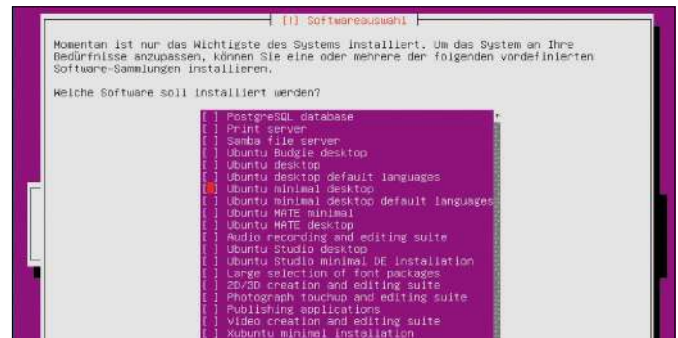 [!] Softwareauswahl
Momentan ist nur das Wichtigste des Systems installiert. Um das System an Ihre
Bedürfnisse anzupassen, können Sie eine oder mehrere der folgenden vordefinierten
Software-Sammlungen installieren.
Welche Software soll installiert werden?
[ ] PostgreSQL database
[ ] Print server
[ ] Samba file server
[ ] Ubuntu Budgie desktop
[ ] Ubuntu desktop
[ ] Ubuntu desktop default languages
[ ] Ubuntu minimal desktop
[ ] Ubuntu minimal desktop default languages
[ ] Ubuntu MATE minimal
[ ] Ubuntu MATE desktop
[ ] Audio recording and editing suite
[ ] Ubuntu Studio desktop
[ ] Ubuntu Studio minimal DE installation
[ ] Large selection of font packages
[ ] 2D/3D creation and editing suite
[ ] Photograph touchup and editing suite
[ ] Publishing applications
[ ] Video creation and editing suite
[ ] Xubuntu minimal installation